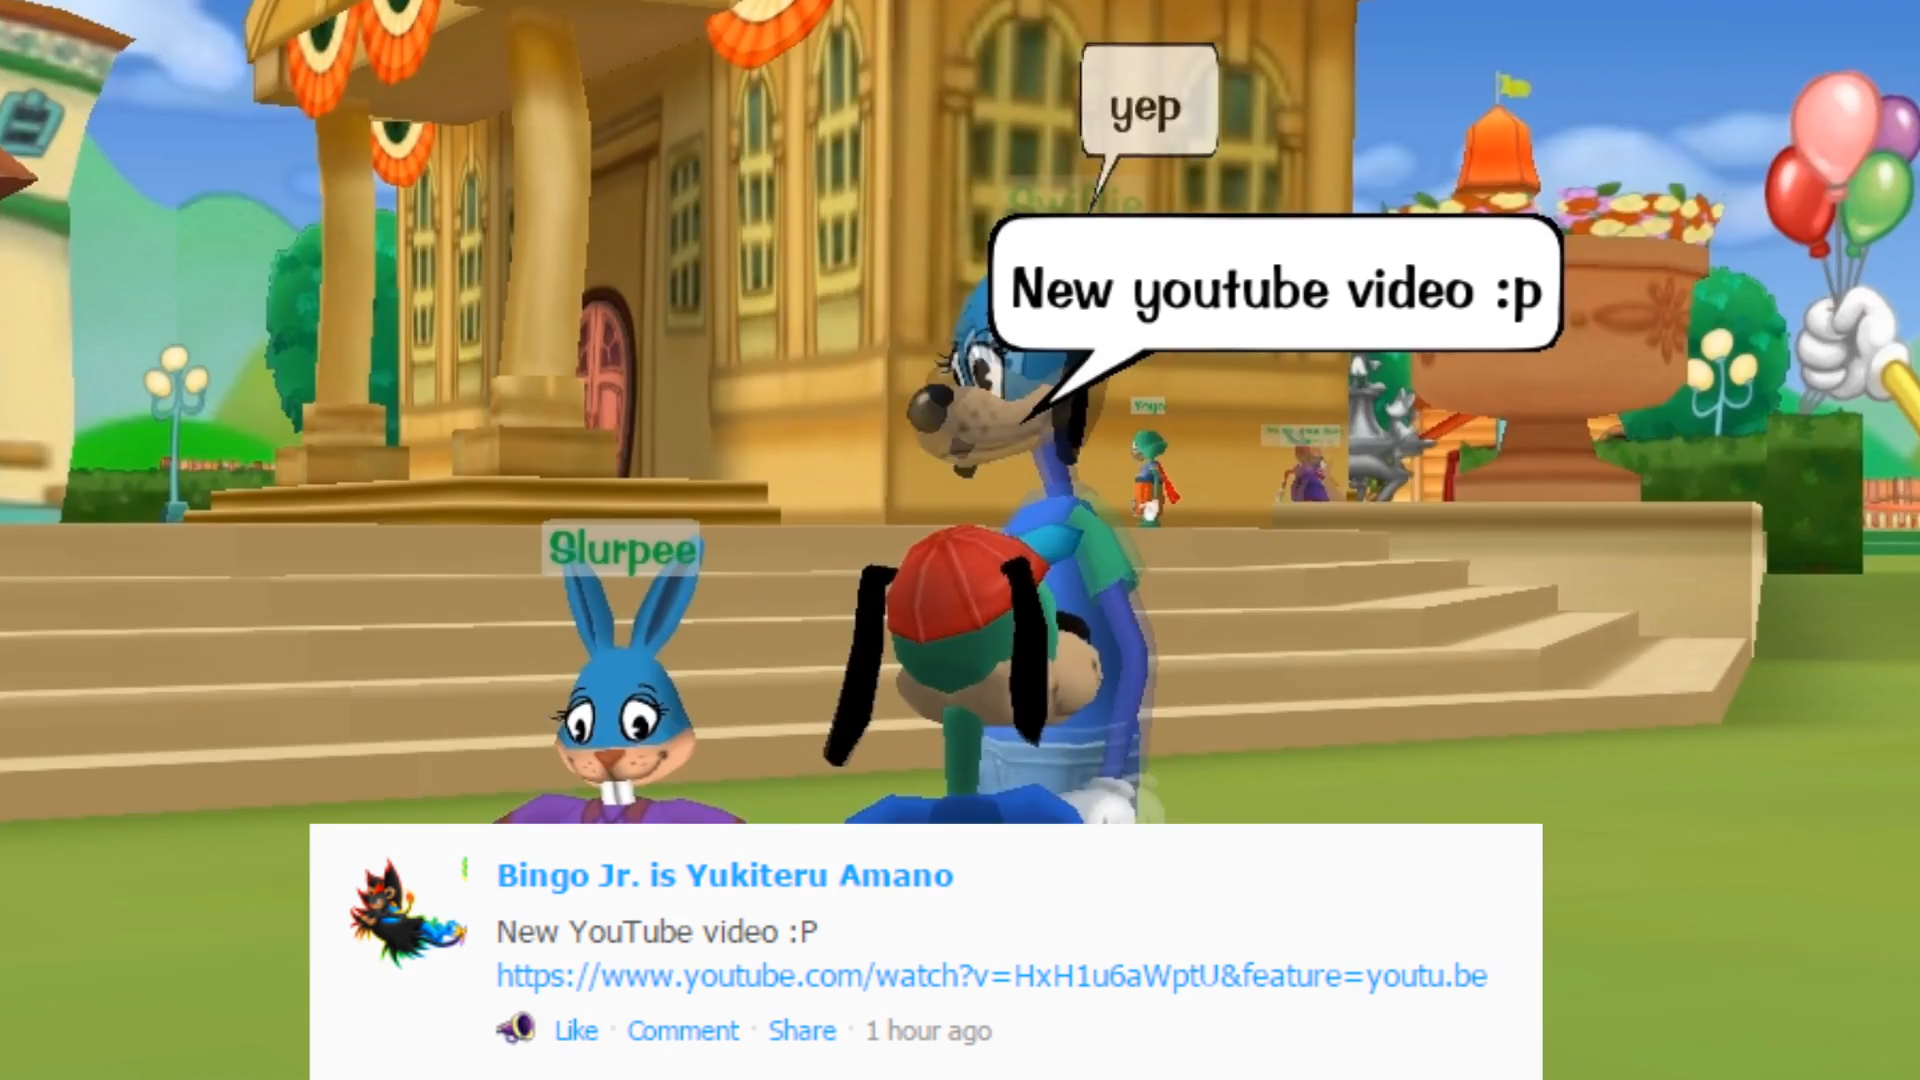 yep
New youtube video :p
Yoyo
Slurpee
Bingo Jr. is Yukiteru Amano
New YouTube video :P
https://www.youtube.com/watch?v=HxH1u6aWptU&feature=youtu.be
Like · Comment · Share · 1 hour ago